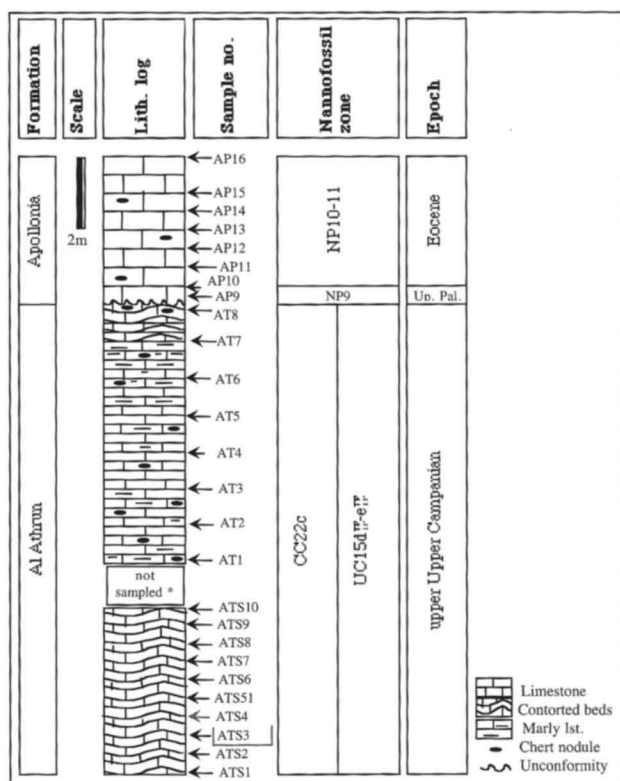 Formation
Scale
Lith. log
Sample no.
Nannofossil
zone
Epoch
Apollonia
Al Athrun
2m
AP16
AP15
AP14
AP13
AP12
AP11
AP10
AP9
AT8
AT7
AT6
AT5
AT4
AT3
AT2
AT1
not
sampled *
ATS10
ATS9
ATS8
ATS7
ATS6
ATS51
ATS4
ATS3
ATS2
ATS1
NP10-11
NP9
CC22c
Eocene
Up. Pal.
upper Upper Campanian
Limestone
Contorted beds
Marly lst.
Chert nodule
Unconformity